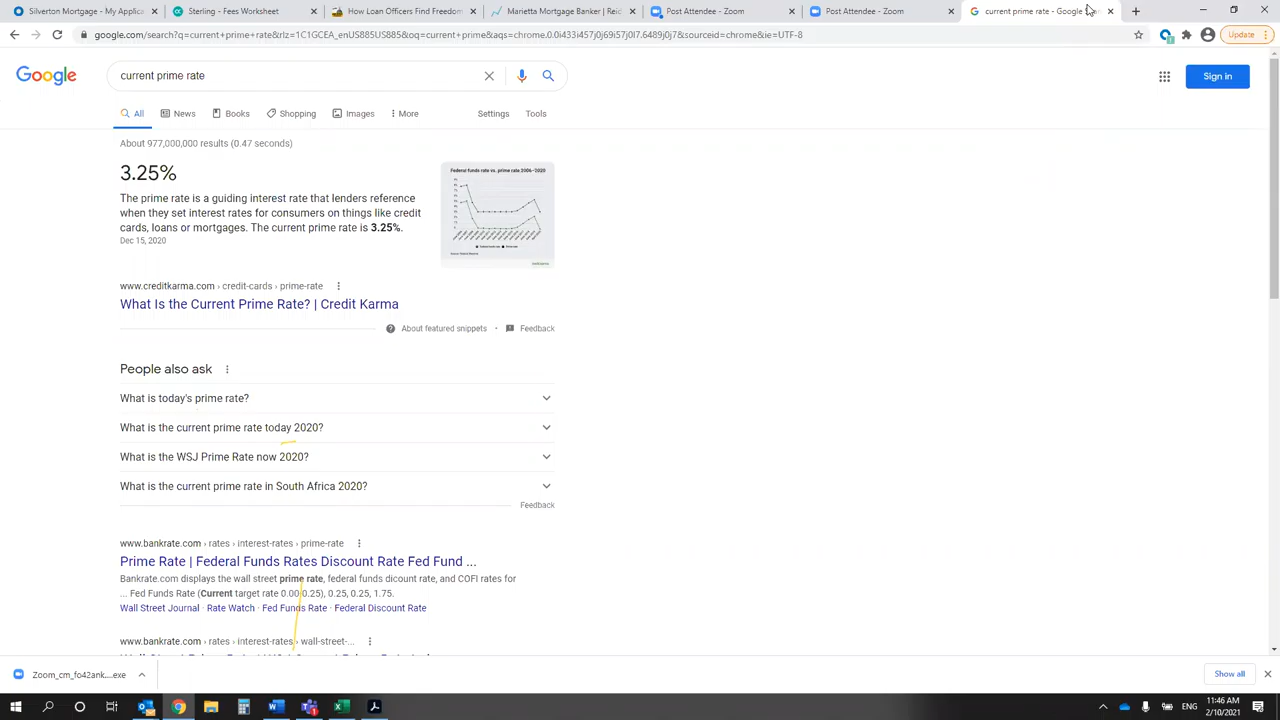 Silverton Mortgage - My
Sterling - Fees Worksheet
How Loan Officers Find Freedom
Marietta Mortgage Banker | Reid
Post Attendee - Zoom
Post Attendee - Zoom
current prime rate - Google
google.com/search?q=current+prime+rate&rlz=1C1GCEA_enUS885US885&oq=current+prime+rate&aqs=chrome.0.0i433i457j0j69i57j0l7.6489j0j7&sourceid=chrome&ie=UTF-8
Update
Google
current prime rate
Sign in
All News Books Shopping Images More Settings Tools
About 977,000,000 results (0.47 seconds)
3.25%
The prime rate is a guiding interest rate that lenders reference
when they set interest rates for consumers on things like credit
cards, loans or mortgages. The current prime rate is 3.25%.
Dec 15, 2020
Federal funds rate vs. prime rate 2006-2020
www.creditkarma.com › credit-cards › prime-rate
What Is the Current Prime Rate? | Credit Karma
About featured snippets • Feedback
People also ask
What is today's prime rate?
What is the current prime rate today 2020?
What is the WSJ Prime Rate now 2020?
What is the current prime rate in South Africa 2020?
Feedback
www.bankrate.com › rates › interest-rates › prime-rate
Prime Rate | Federal Funds Rates Discount Rate Fed Fund ...
Bankrate.com displays the wall street prime rate, federal funds dicount rate, and COFI rates for
... Fed Funds Rate (Current target rate 0.00-0.25), 0.25, 0.25, 1.75.
Wall Street Journal · Rate Watch · Fed Funds Rate · Federal Discount Rate
www.bankrate.com › rates › interest-rates › wall-street-...
Zoom_cm_fo42ank....exe
Show all
11:46 AM
2/10/2021